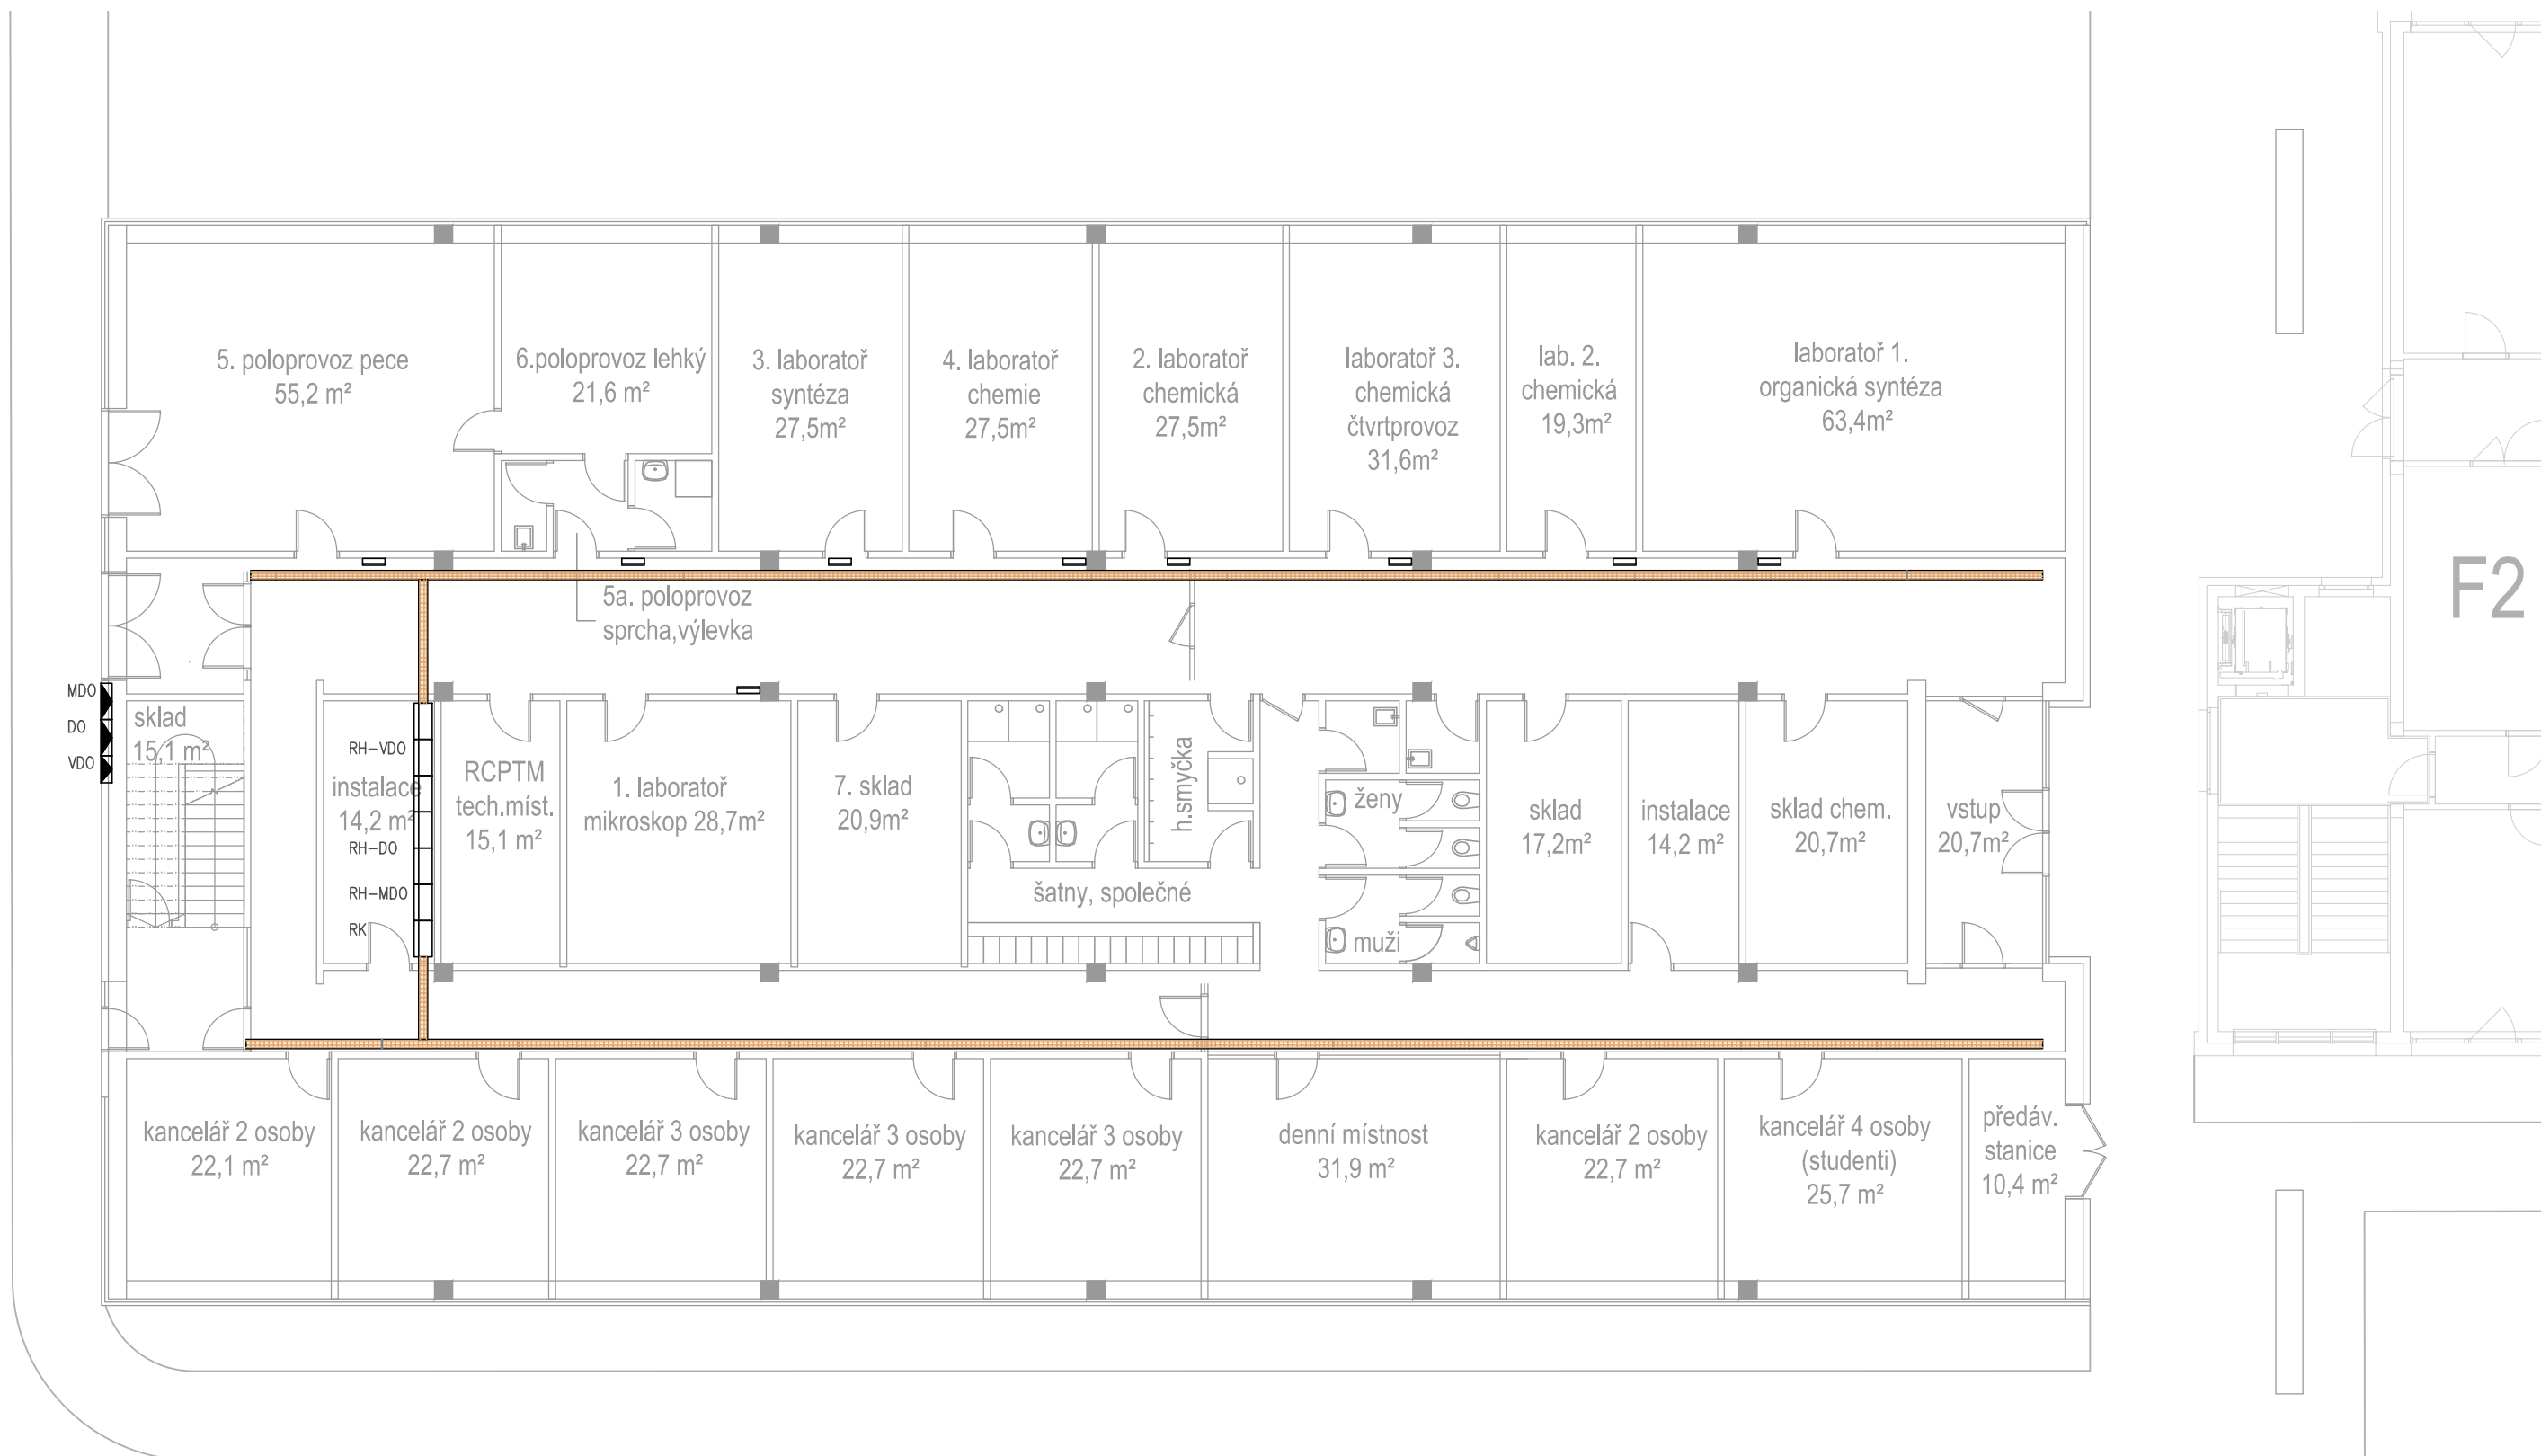 5. poloprovoz pece
55,2 m²
6.poloprovoz lehký
21,6 m²
3. laboratoř
syntéza
27,5m²
4. laboratoř
chemie
27,5m²
2. laboratoř
chemická
27,5m²
laboratoř 3.
chemická
čtvrtprovoz
31,6m²
lab. 2.
chemická
19,3m²
laboratoř 1.
organická syntéza
63,4m²
F2
5a. poloprovoz
sprcha,výlevka
MDO
DO
VDO
sklad
15,1 m²
RH-VDO
instalace
14,2 m²
RH-DO
RH-MDO
RK
RCPTM
tech.míst.
15,1 m²
1. laboratoř
mikroskop 28,7m²
7. sklad
20,9m²
h.smyčka
šatny, společné
ženy
muži
sklad
17,2m²
instalace
14,2 m²
sklad chem.
20,7m²
vstup
20,7m²
kancelář 2 osoby
22,1 m²
kancelář 2 osoby
22,7 m²
kancelář 3 osoby
22,7 m²
kancelář 3 osoby
22,7 m²
kancelář 3 osoby
22,7 m²
denní místnost
31,9 m²
kancelář 2 osoby
22,7 m²
kancelář 4 osoby
(studenti)
25,7 m²
předáv.
stanice
10,4 m²